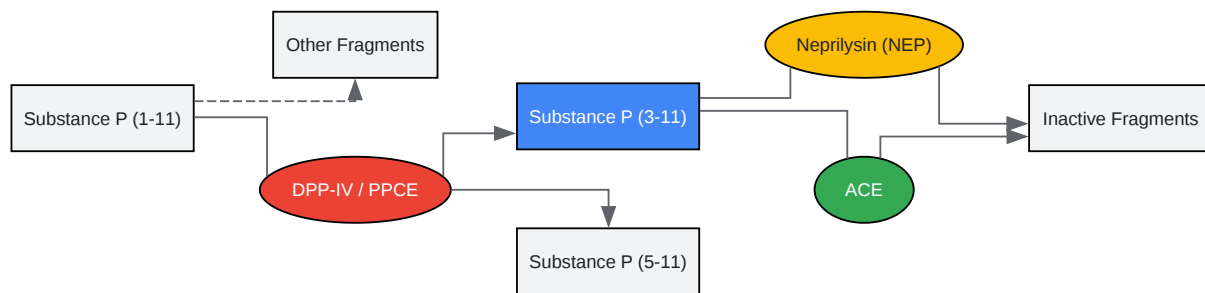 Other Fragments
Neprilysin (NEP)
Substance P (1-11)
Substance P (3-11)
Inactive Fragments
DPP-IV / PPCE
ACE
Substance P (5-11)